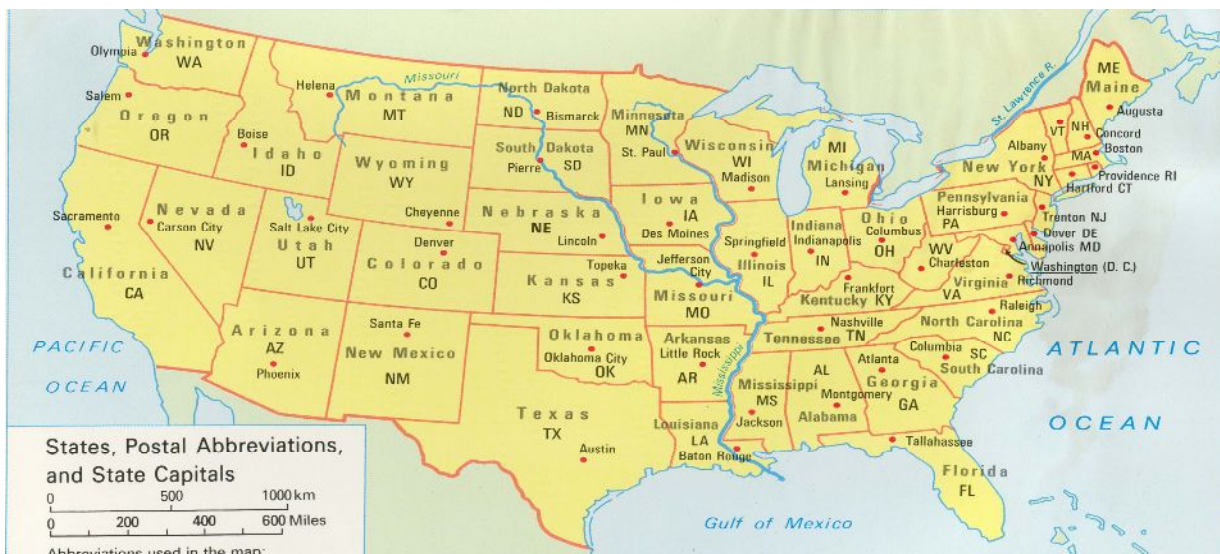 Washington
WA
Olympia
Salem
Oregon
OR
Helena
Montana
MT
Missouri
North Dakota
ND
Bismarck
Minnesota
MN
St. Paul
Boise
Idaho
ID
Wyoming
WY
Cheyenne
South Dakota
SD
Pierre
Wisconsin
WI
Madison
MI
Michigan
Lansing
St. Lawrence R.
ME
Maine
Augusta
VT
NH
Concord
Albany
New York
NY
MA
Boston
Providence RI
Hartford CT
Sacramento
Nevada
Carson City
NV
Salt Lake City
Utah
UT
Nebraska
NE
Lincoln
Iowa
IA
Des Moines
Springfield
Illinois
IL
Indiana
Indianapolis
IN
Ohio
Columbus
OH
Pennsylvania
Harrisburg
PA
Trenton NJ
Dover DE
Annapolis MD
Washington (D. C.)
WV
Charleston
Virginia
VA
Richmond
California
CA
Denver
Colorado
CO
Topeka
Kansas
KS
Jefferson
City
Missouri
MO
Frankfort
Kentucky KY
Raleigh
North Carolina
NC
Arizona
AZ
Phoenix
Santa Fe
New Mexico
NM
Oklahoma
Oklahoma City
OK
Arkansas
Little Rock
AR
Nashville
Tennessee TN
Columbia
SC
South Carolina
Atlanta
Georgia
GA
Mississippi
Mississippi
MS
Jackson
AL
Montgomery
Alabama
Texas
TX
Austin
Louisiana
LA
Baton Rouge
Tallahassee
Florida
FL
PACIFIC
OCEAN
ATLANTIC
OCEAN
Gulf of Mexico
States, Postal Abbreviations,
and State Capitals
0 500 1000 km
0 200 400 600 Miles
Abbreviations used in the map: